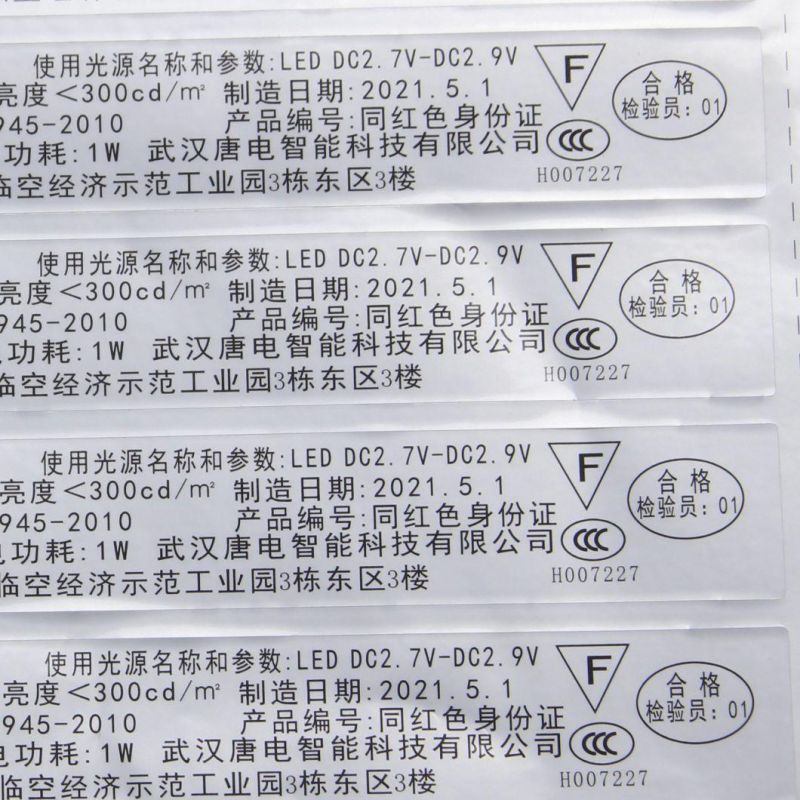 使用光源名称和参数:LED DC2.7V-DC2.9V F
亮度<300cd/㎡ 制造日期:2021.5.1 合格
945-2010 产品编号:同红色身份证 检验员:01
功耗:1W 武汉唐电智能科技有限公司 CCC
临空经济示范工业园3栋东区3楼 H007227
使用光源名称和参数:LED DC2.7V-DC2.9V F
亮度<300cd/㎡ 制造日期:2021.5.1 合格
945-2010 产品编号:同红色身份证 检验员:01
功耗:1W 武汉唐电智能科技有限公司 CCC
临空经济示范工业园3栋东区3楼 H007227
使用光源名称和参数:LED DC2.7V-DC2.9V F
亮度<300cd/㎡ 制造日期:2021.5.1 合格
945-2010 产品编号:同红色身份证 检验员:01
电功耗:1W 武汉唐电智能科技有限公司 CCC
临空经济示范工业园3栋东区3楼 H007227
使用光源名称和参数:LED DC2.7V-DC2.9V F
亮度<300cd/㎡ 制造日期:2021.5.1 合格
945-2010 产品编号:同红色身份证 检验员:01
电功耗:1W 武汉唐电智能科技有限公司 CCC
临空经济示范工业园3栋东区3楼 H007227